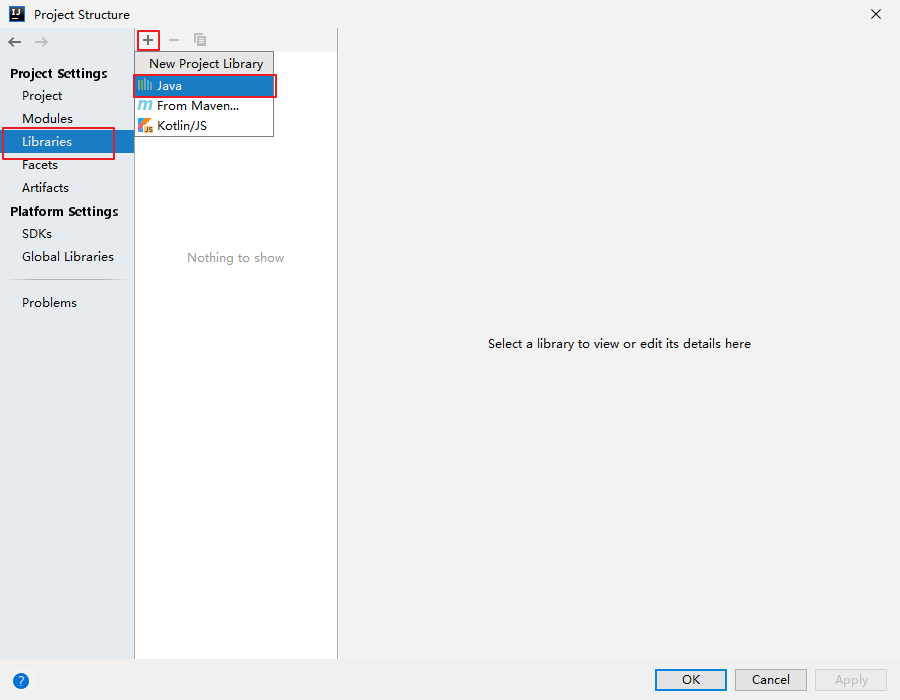 Project Structure
Project Settings
Project
Modules
Libraries
Facets
Artifacts
Platform Settings
SDKs
Global Libraries
Problems
New Project Library
Java
From Maven...
Kotlin/JS
Nothing to show
Select a library to view or edit its details here
?
OK Cancel Apply